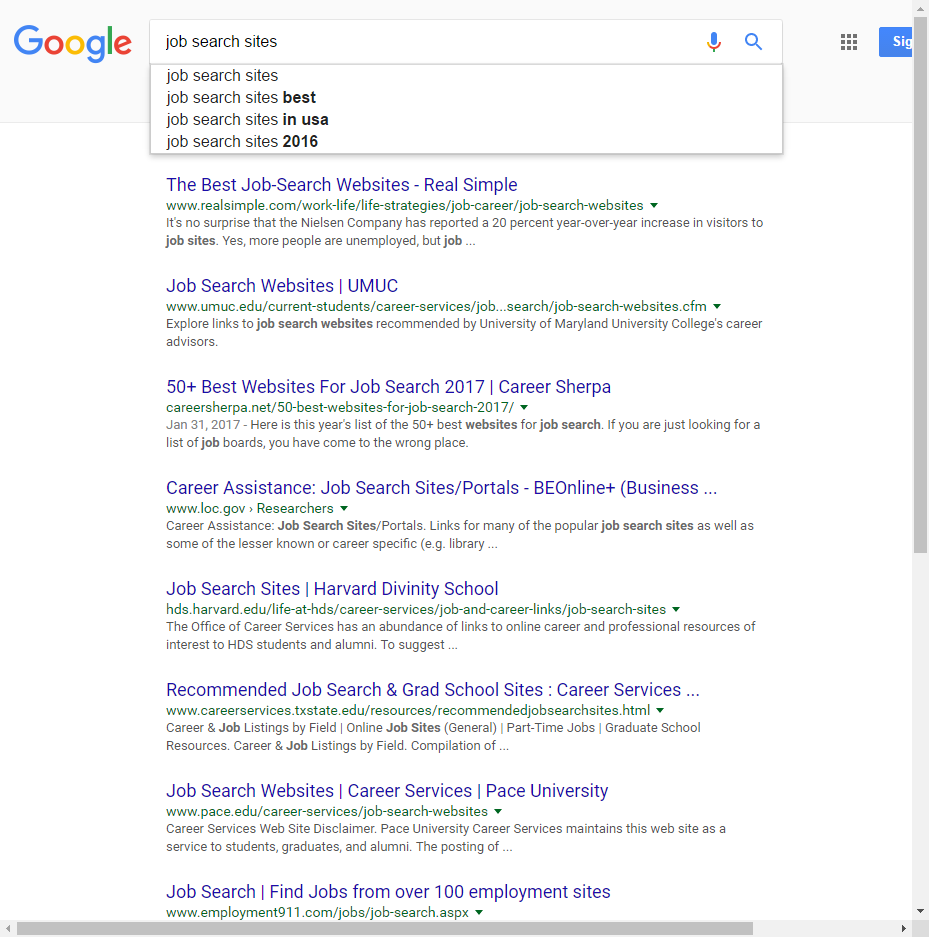 Google
job search sites
Sig
job search sites
job search sites best
job search sites in usa
job search sites 2016
The Best Job-Search Websites - Real Simple
www.realsimple.com/work-life/life-strategies/job-career/job-search-websites
It's no surprise that the Nielsen Company has reported a 20 percent year-over-year increase in visitors to
job sites. Yes, more people are unemployed, but job ...
Job Search Websites | UMUC
www.umuc.edu/current-students/career-services/job...search/job-search-websites.cfm
Explore links to job search websites recommended by University of Maryland University College's career
advisors.
50+ Best Websites For Job Search 2017 | Career Sherpa
careersherpa.net/50-best-websites-for-job-search-2017/
Jan 31, 2017 - Here is this year's list of the 50+ best websites for job search. If you are just looking for a
list of job boards, you have come to the wrong place.
Career Assistance: Job Search Sites/Portals - BEOnline+ (Business ...
www.loc.gov › Researchers
Career Assistance: Job Search Sites/Portals. Links for many of the popular job search sites as well as
some of the lesser known or career specific (e.g. library ...
Job Search Sites | Harvard Divinity School
hds.harvard.edu/life-at-hds/career-services/job-and-career-links/job-search-sites
The Office of Career Services has an abundance of links to online career and professional resources of
interest to HDS students and alumni. To suggest ...
Recommended Job Search & Grad School Sites : Career Services ...
www.careerservices.txstate.edu/resources/recommendedjobsearchsites.html
Career & Job Listings by Field | Online Job Sites (General) | Part-Time Jobs | Graduate School
Resources. Career & Job Listings by Field. Compilation of ...
Job Search Websites | Career Services | Pace University
www.pace.edu/career-services/job-search-websites
Career Services Web Site Disclaimer. Pace University Career Services maintains this web site as a
service to students, graduates, and alumni. The posting of ...
Job Search | Find Jobs from over 100 employment sites
www.employment911.com/jobs/job-search.aspx